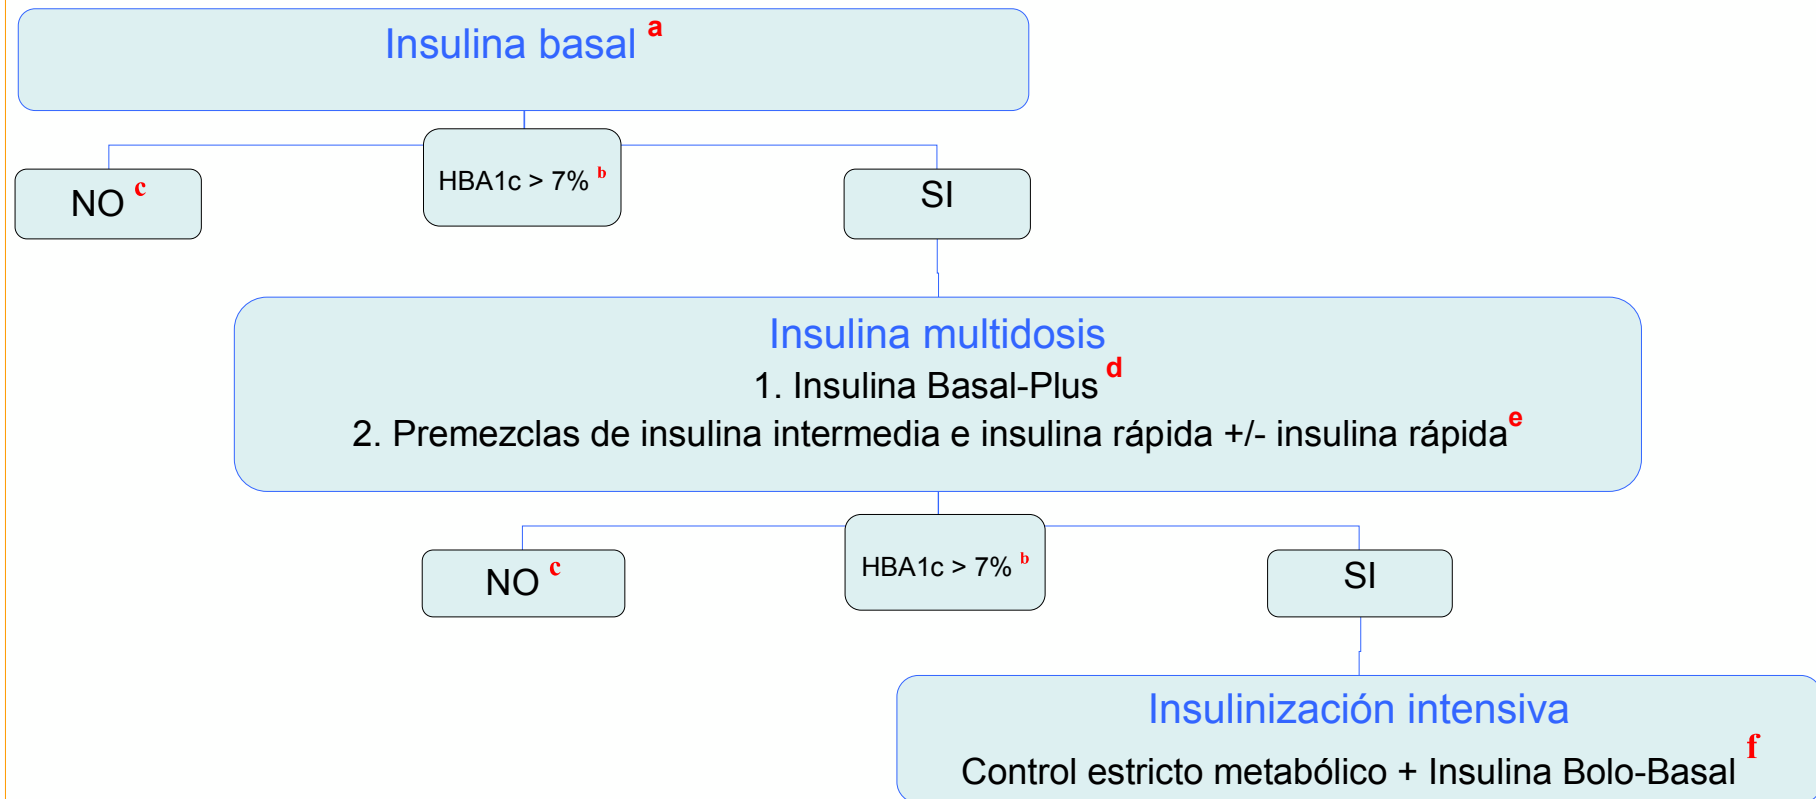 Insulina basal a
HBA1c > 7% b
NO c
SI
Insulina multidosis
1. Insulina Basal-Plus d
2. Premezclas de insulina intermedia e insulina rápida +/- insulina rápida e
HBA1c > 7% b
NO c
SI
Insulinización intensiva
Control estricto metabólico + Insulina Bolo-Basal f